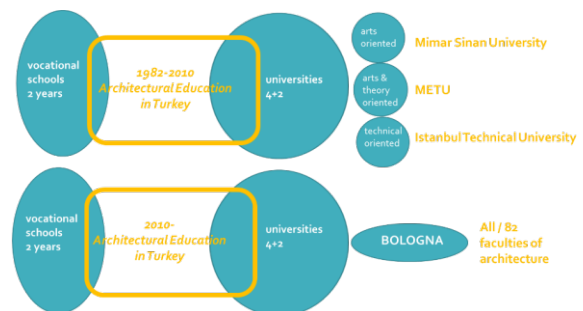 vocational
schools
2 years
1982-2010
Architectural Education
in Turkey
universities
4+2
arts
oriented
Mimar Sinan University
arts &
theory
oriented
METU
technical
oriented
Istanbul Technical University
vocational
schools
2 years
2010-
Architectural Education
in Turkey
universities
4+2
BOLOGNA
All / 82
faculties of
architecture